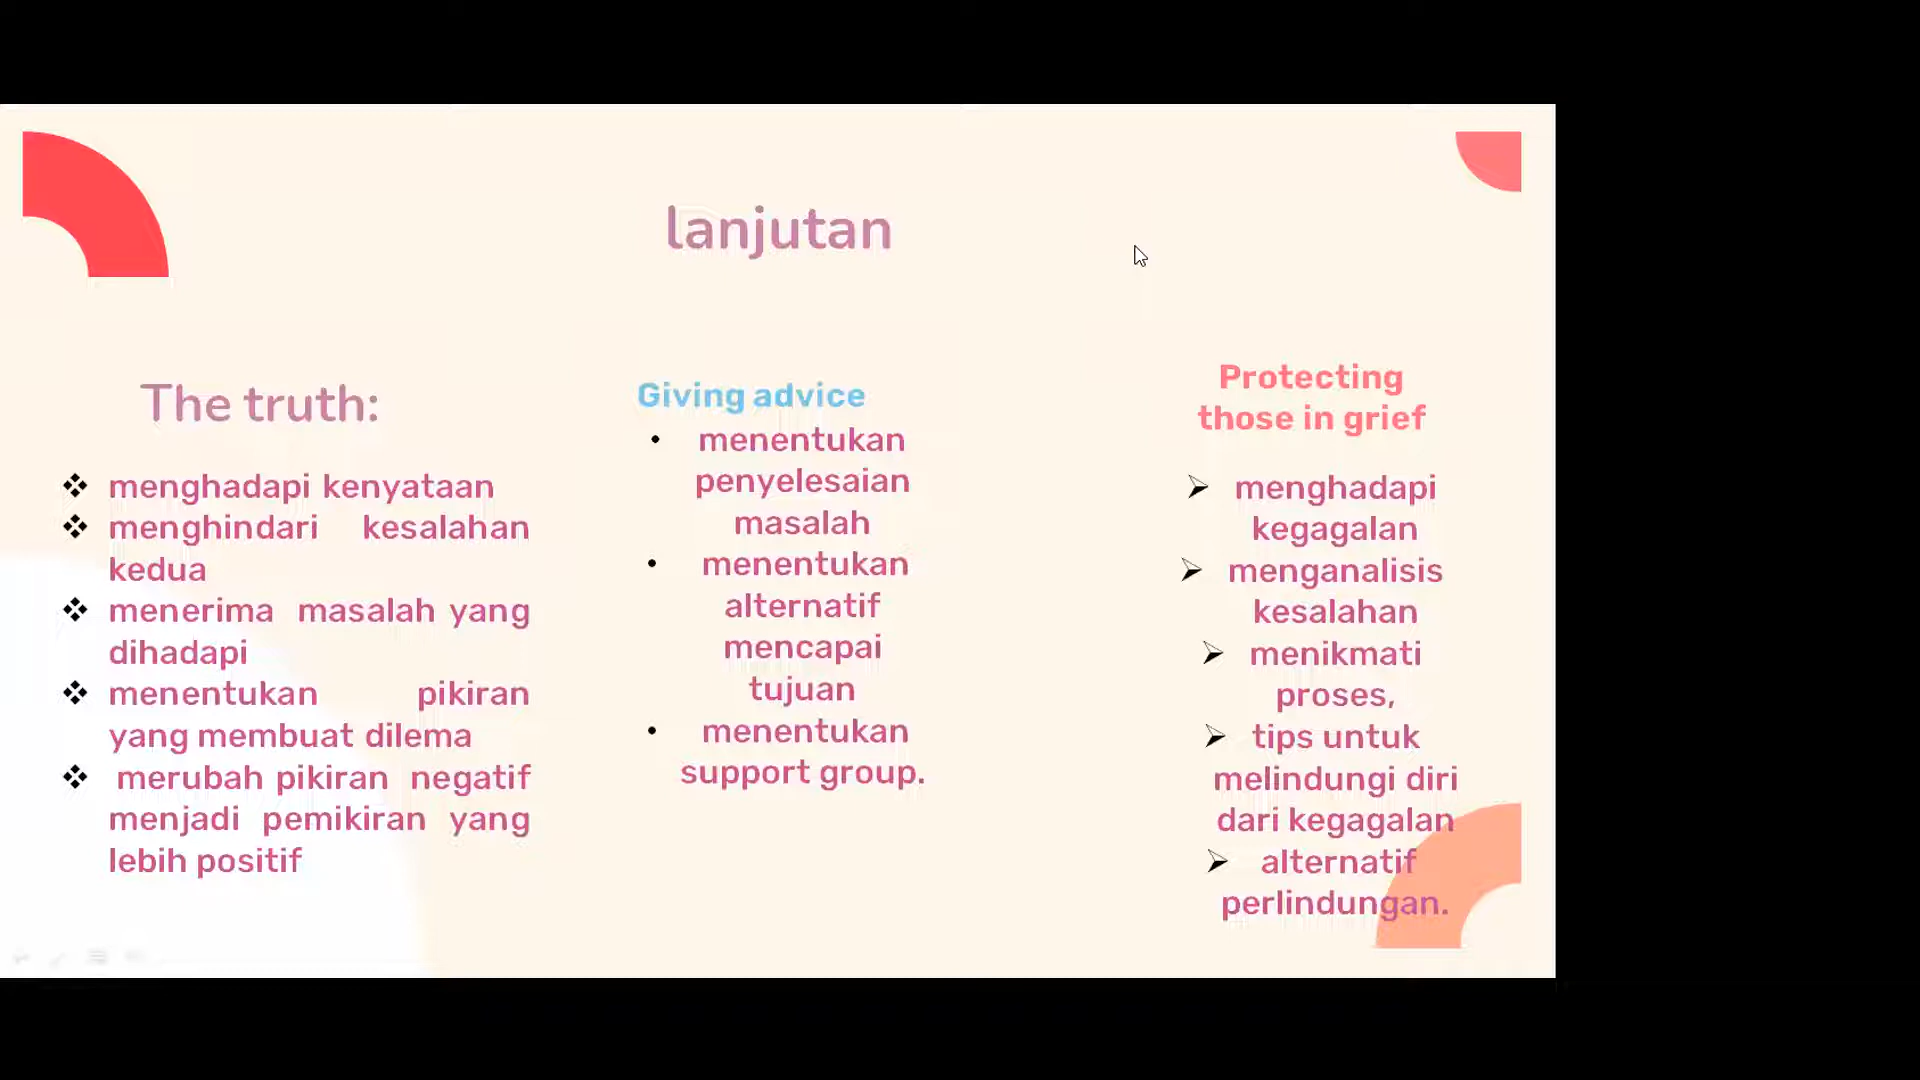 lanjutan
The truth:
menghadapi kenyataan
menghindari kesalahan
kedua
menerima masalah yang
dihadapi
menentukan pikiran
yang membuat dilema
merubah pikiran negatif
menjadi pemikiran yang
lebih positif
Giving advice
menentukan
penyelesaian
masalah
menentukan
alternatif
mencapai
tujuan
menentukan
support group.
Protecting
those in grief
menghadapi
kegagalan
menganalisis
kesalahan
menikmati
proses,
tips untuk
melindungi diri
dari kegagalan
alternatif
perlindungan.